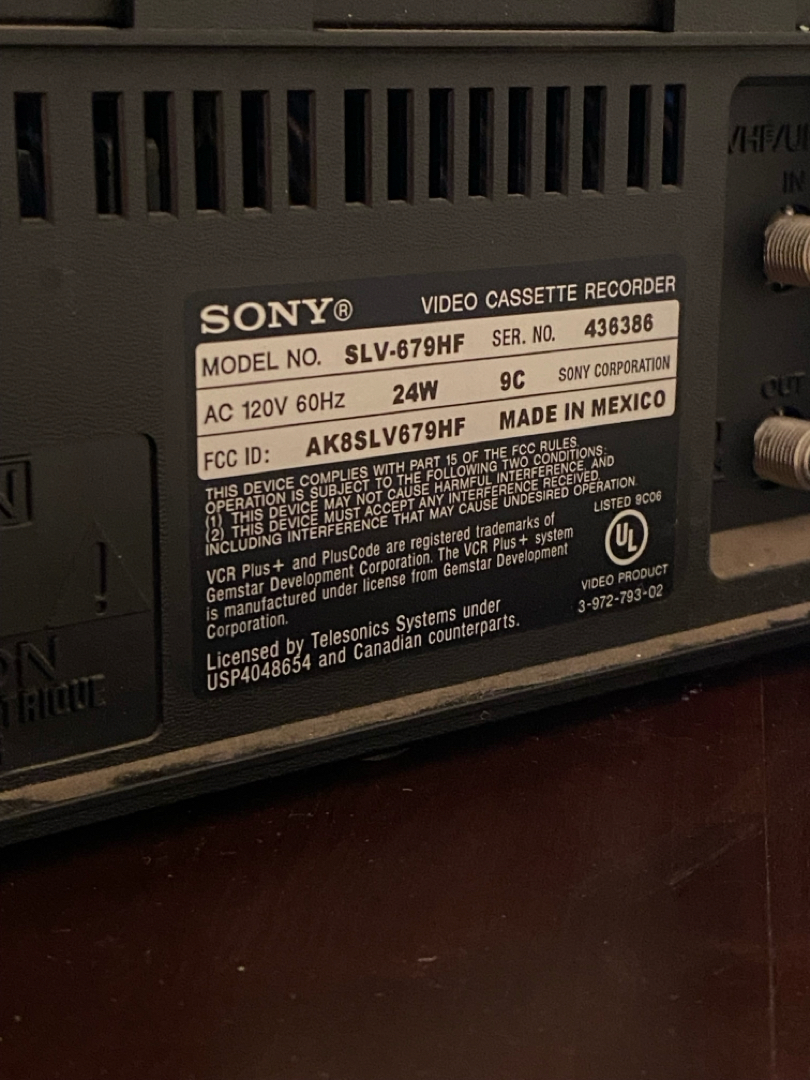 VHF/U
IN
OUT
SONY® VIDEO CASSETTE RECORDER
MODEL NO. SLV-679HF SER. NO. 436386
AC 120V 60Hz 24W 9C SONY CORPORATION
FCC ID: AK8SLV679HF MADE IN MEXICO
THIS DEVICE COMPLIES WITH PART 15 OF THE FCC RULES.
OPERATION IS SUBJECT TO THE FOLLOWING TWO CONDITIONS:
(1) THIS DEVICE MAY NOT CAUSE HARMFUL INTERFERENCE, AND
(2) THIS DEVICE MUST ACCEPT ANY INTERFERENCE RECEIVED,
INCLUDING INTERFERENCE THAT MAY CAUSE UNDESIRED OPERATION.
VCR Plus+ and PlusCode are registered trademarks of
Gemstar Development Corporation. The VCR Plus+ system
is manufactured under license from Gemstar Development
Corporation.
Licensed by Telesonics Systems under
USP4048654 and Canadian counterparts.
LISTED 9C06
UL
VIDEO PRODUCT
3-972-793-02
N
!
ON
TRIQUE